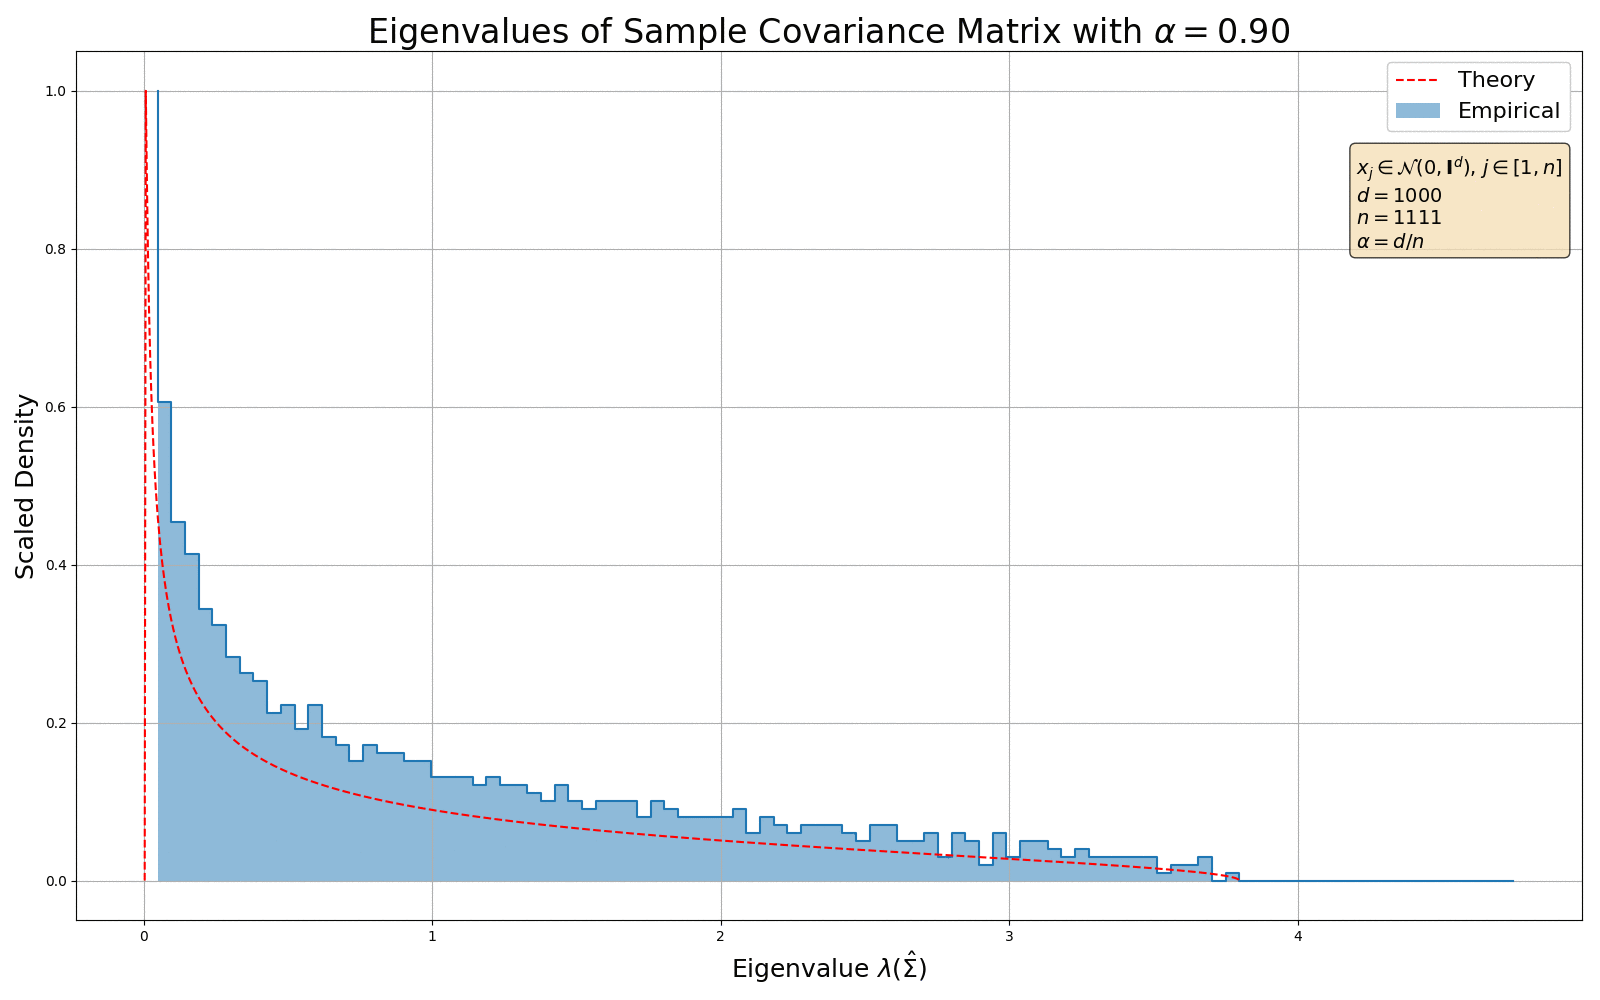 Eigenvalues of Sample Covariance Matrix with α = 0.90
Theory
Empirical
x_j ∈ 𝒩(0, 𝐈^d), j ∈ [1, n]
d = 1000
n = 1111
α = d/n
Scaled Density
1.0
0.8
0.6
0.4
0.2
0.0
0 1 2 3 4
Eigenvalue λ(Σ̂)